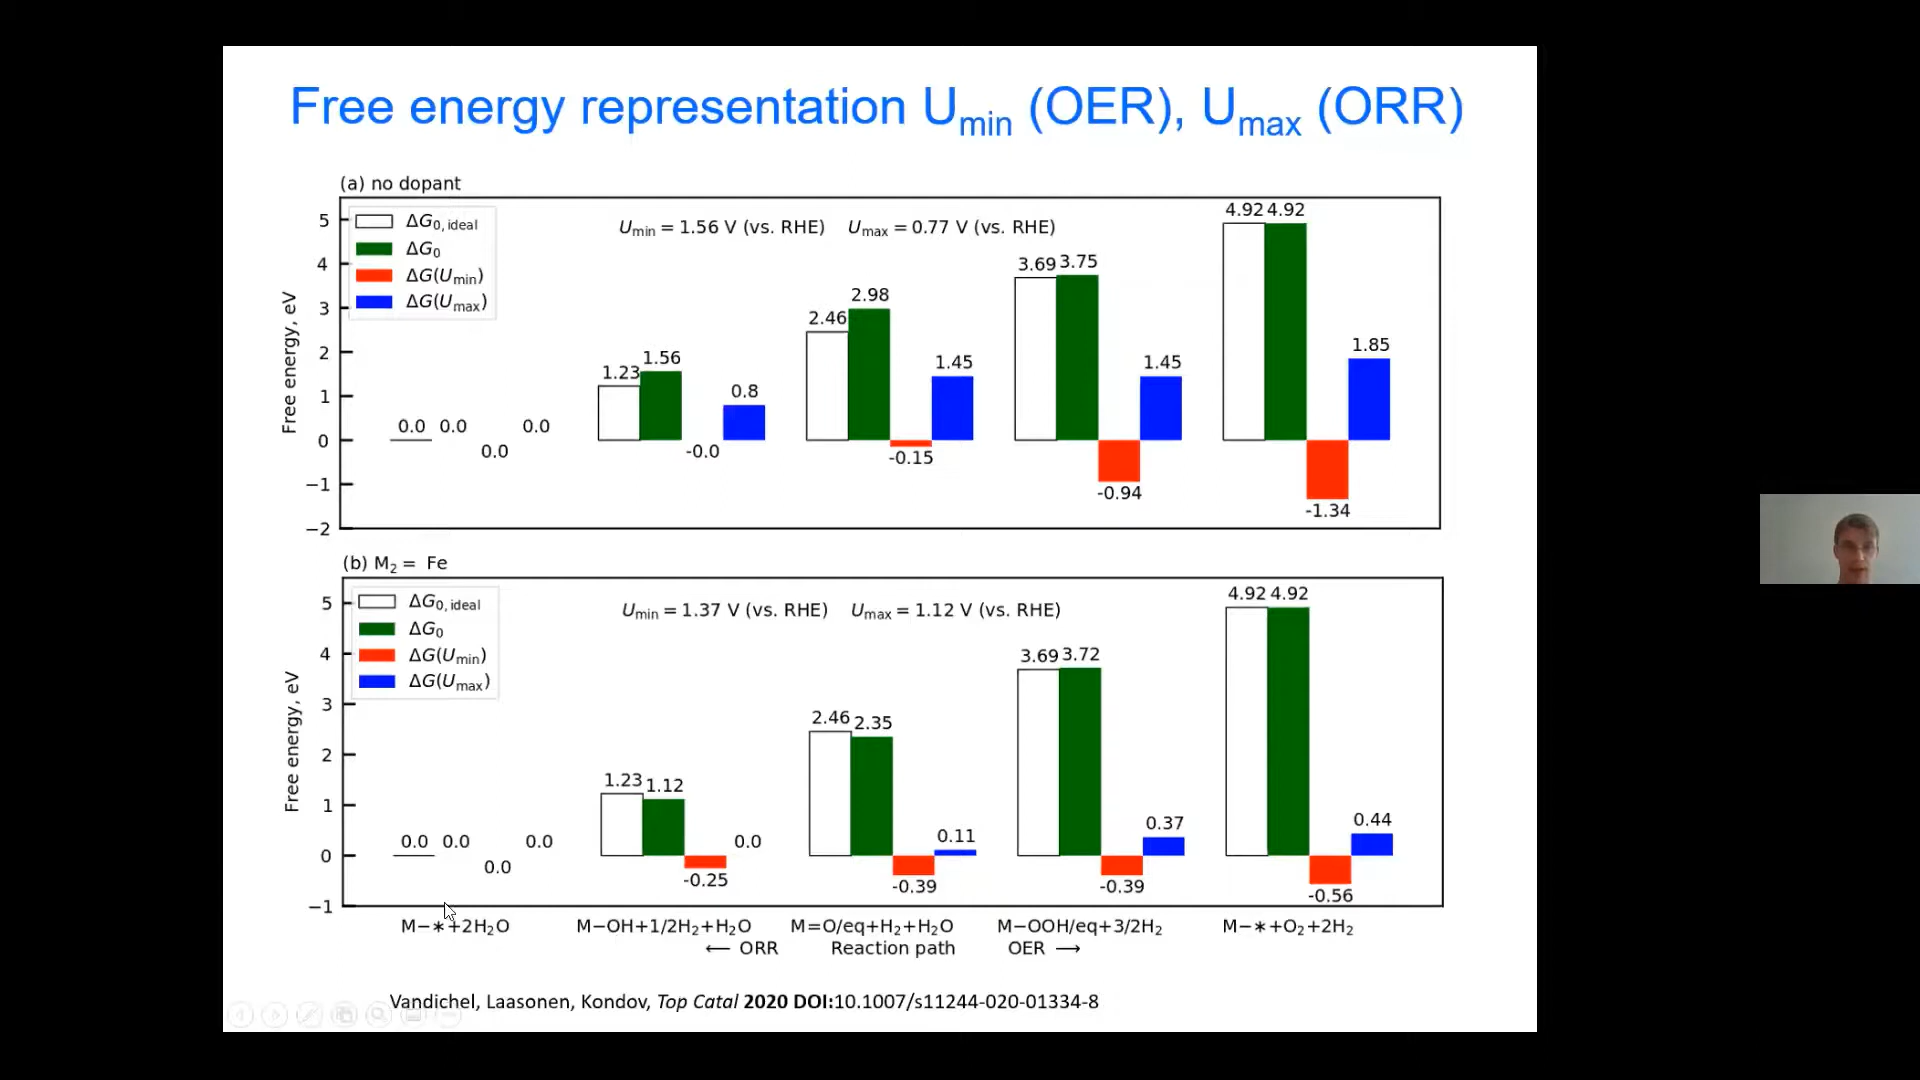 Free energy representation Umin (OER), Umax (ORR)
(a) no dopant
ΔG0, ideal
ΔG0
ΔG(Umin)
ΔG(Umax)
Umin = 1.56 V (vs. RHE) Umax = 0.77 V (vs. RHE)
Free energy, eV
5
4
3
2
1
0
−1
−2
0.0 0.0 0.0 0.0
1.23 1.56 -0.0 0.8
2.46 2.98 -0.15 1.45
3.69 3.75 -0.94 1.45
4.92 4.92 -1.34 1.85
(b) M2 = Fe
ΔG0, ideal
ΔG0
ΔG(Umin)
ΔG(Umax)
Umin = 1.37 V (vs. RHE) Umax = 1.12 V (vs. RHE)
Free energy, eV
5
4
3
2
1
0
−1
0.0 0.0 0.0 0.0
1.23 1.12 -0.25 0.0
2.46 2.35 -0.39 0.11
3.69 3.72 -0.39 0.37
4.92 4.92 -0.56 0.44
M−∗+2H2O M−OH+1/2H2+H2O M=O/eq+H2+H2O M−OOH/eq+3/2H2 M−∗+O2+2H2
⟵ ORR Reaction path OER ⟶
Vandichel, Laasonen, Kondov, Top Catal 2020 DOI:10.1007/s11244-020-01334-8